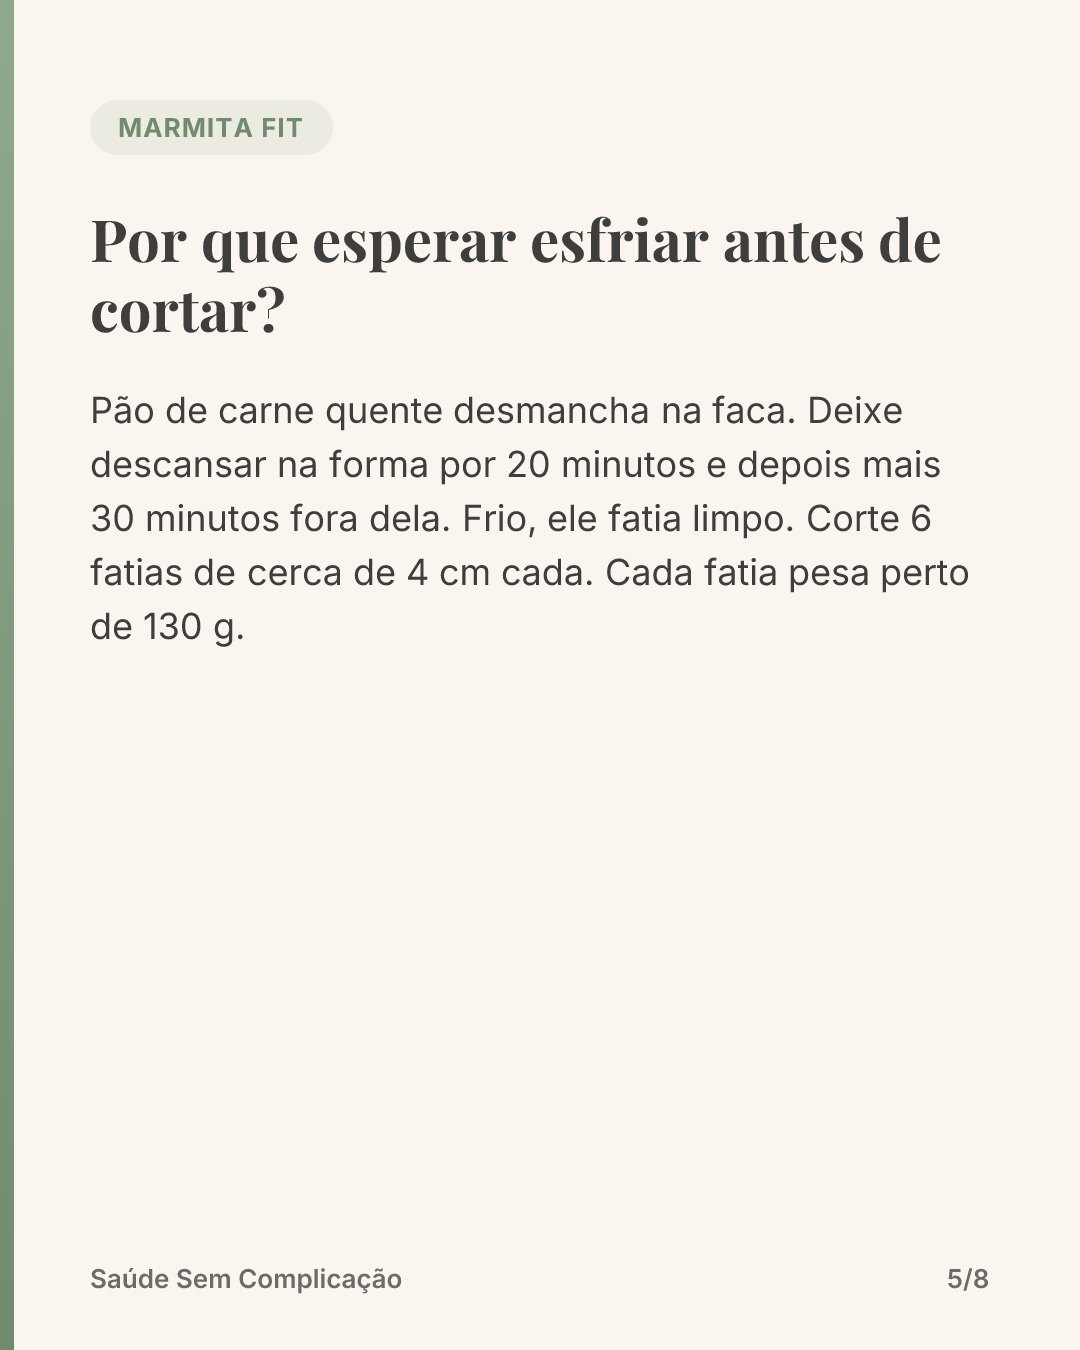 MARMITA FIT
Por que esperar esfriar antes de
cortar?
Pão de carne quente desmancha na faca. Deixe
descansar na forma por 20 minutos e depois mais
30 minutos fora dela. Frio, ele fatia limpo. Corte 6
fatias de cerca de 4 cm cada. Cada fatia pesa perto
de 130 g.
Saúde Sem Complicação
5/8